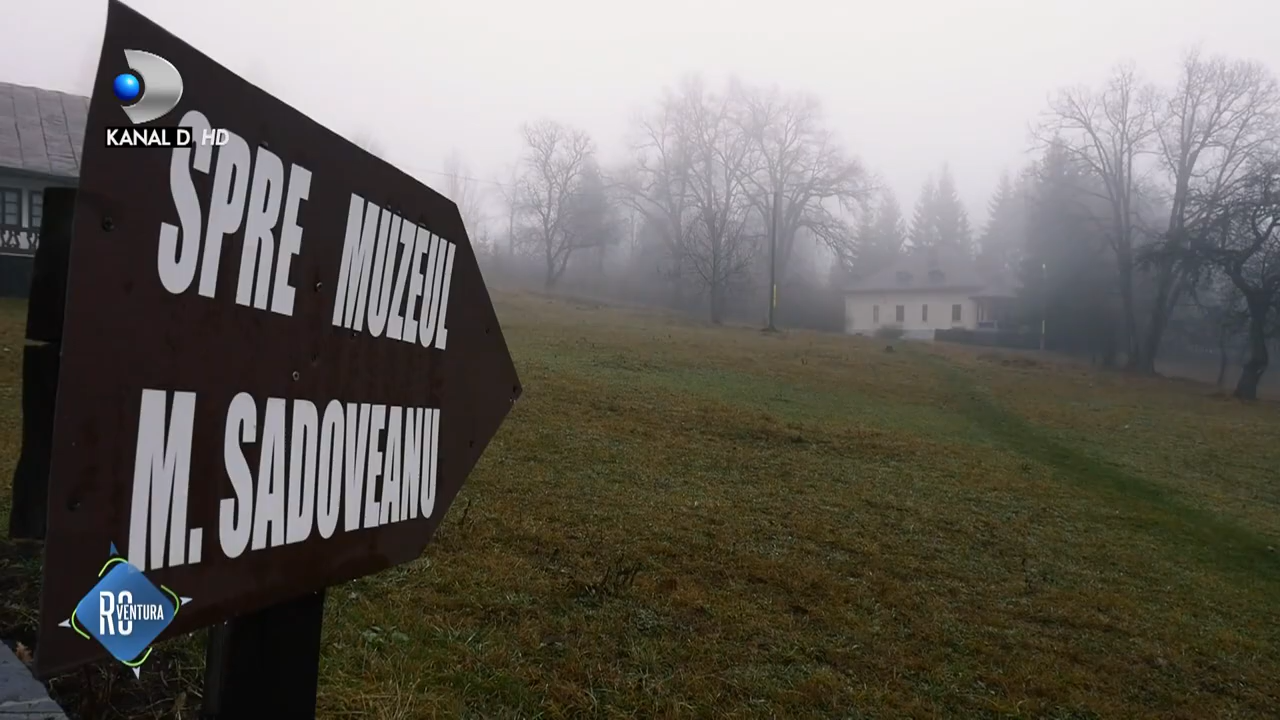 KANAL D HD
SPRE MUZEUL
M. SADOVEANU
RO
VENTURA